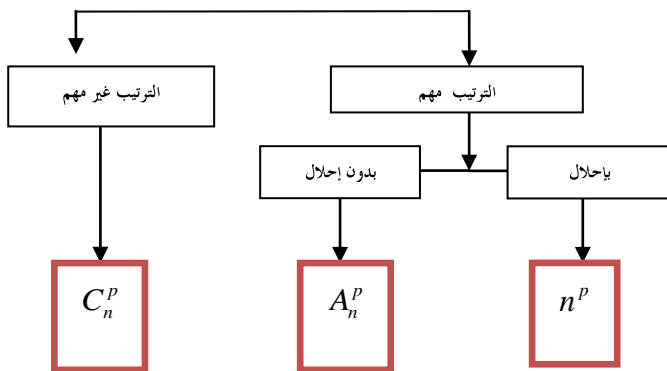 الترتيب مهم
الترتيب غير مهم
بإحلال
بدون إحلال
n^p
A_n^p
C_n^p